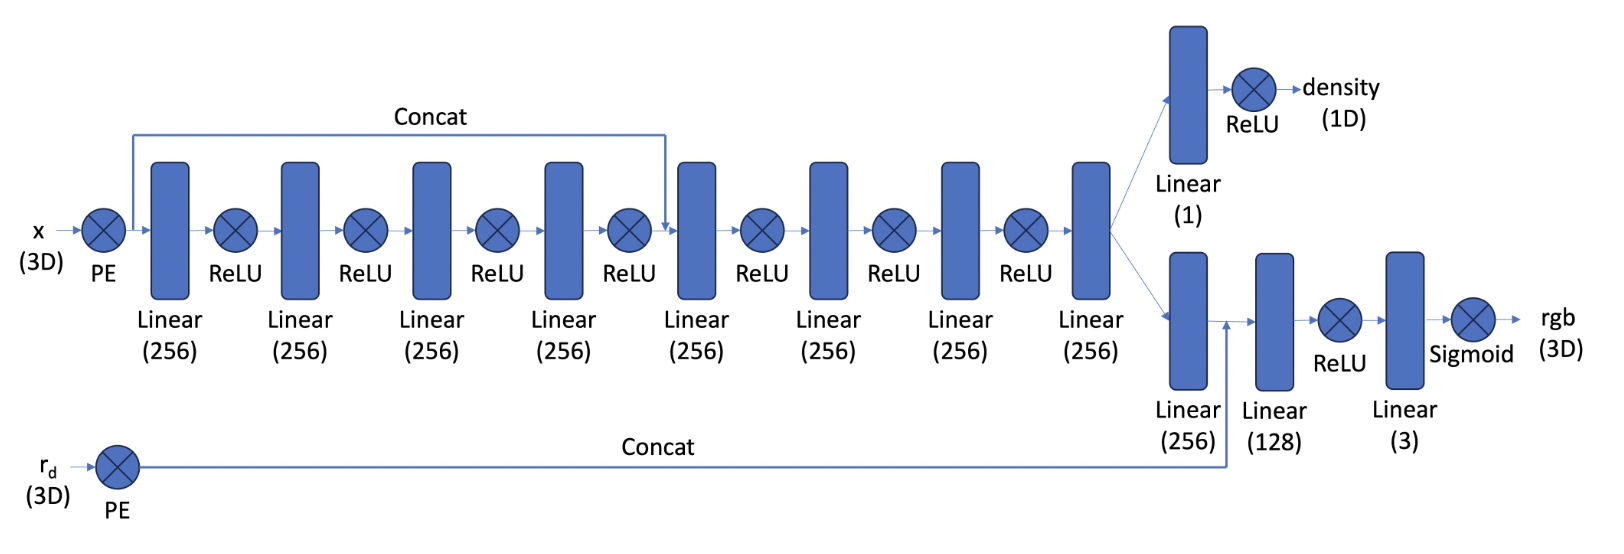 Concat
x
(3D)
PE
Linear
(256)
ReLU
Linear
(256)
ReLU
Linear
(256)
ReLU
Linear
(256)
ReLU
Linear
(256)
ReLU
Linear
(256)
ReLU
Linear
(256)
ReLU
Linear
(256)
Linear
(1)
ReLU
density
(1D)
Linear
(256)
Linear
(128)
ReLU
Linear
(3)
Sigmoid
rgb
(3D)
Concat
rd
(3D)
PE